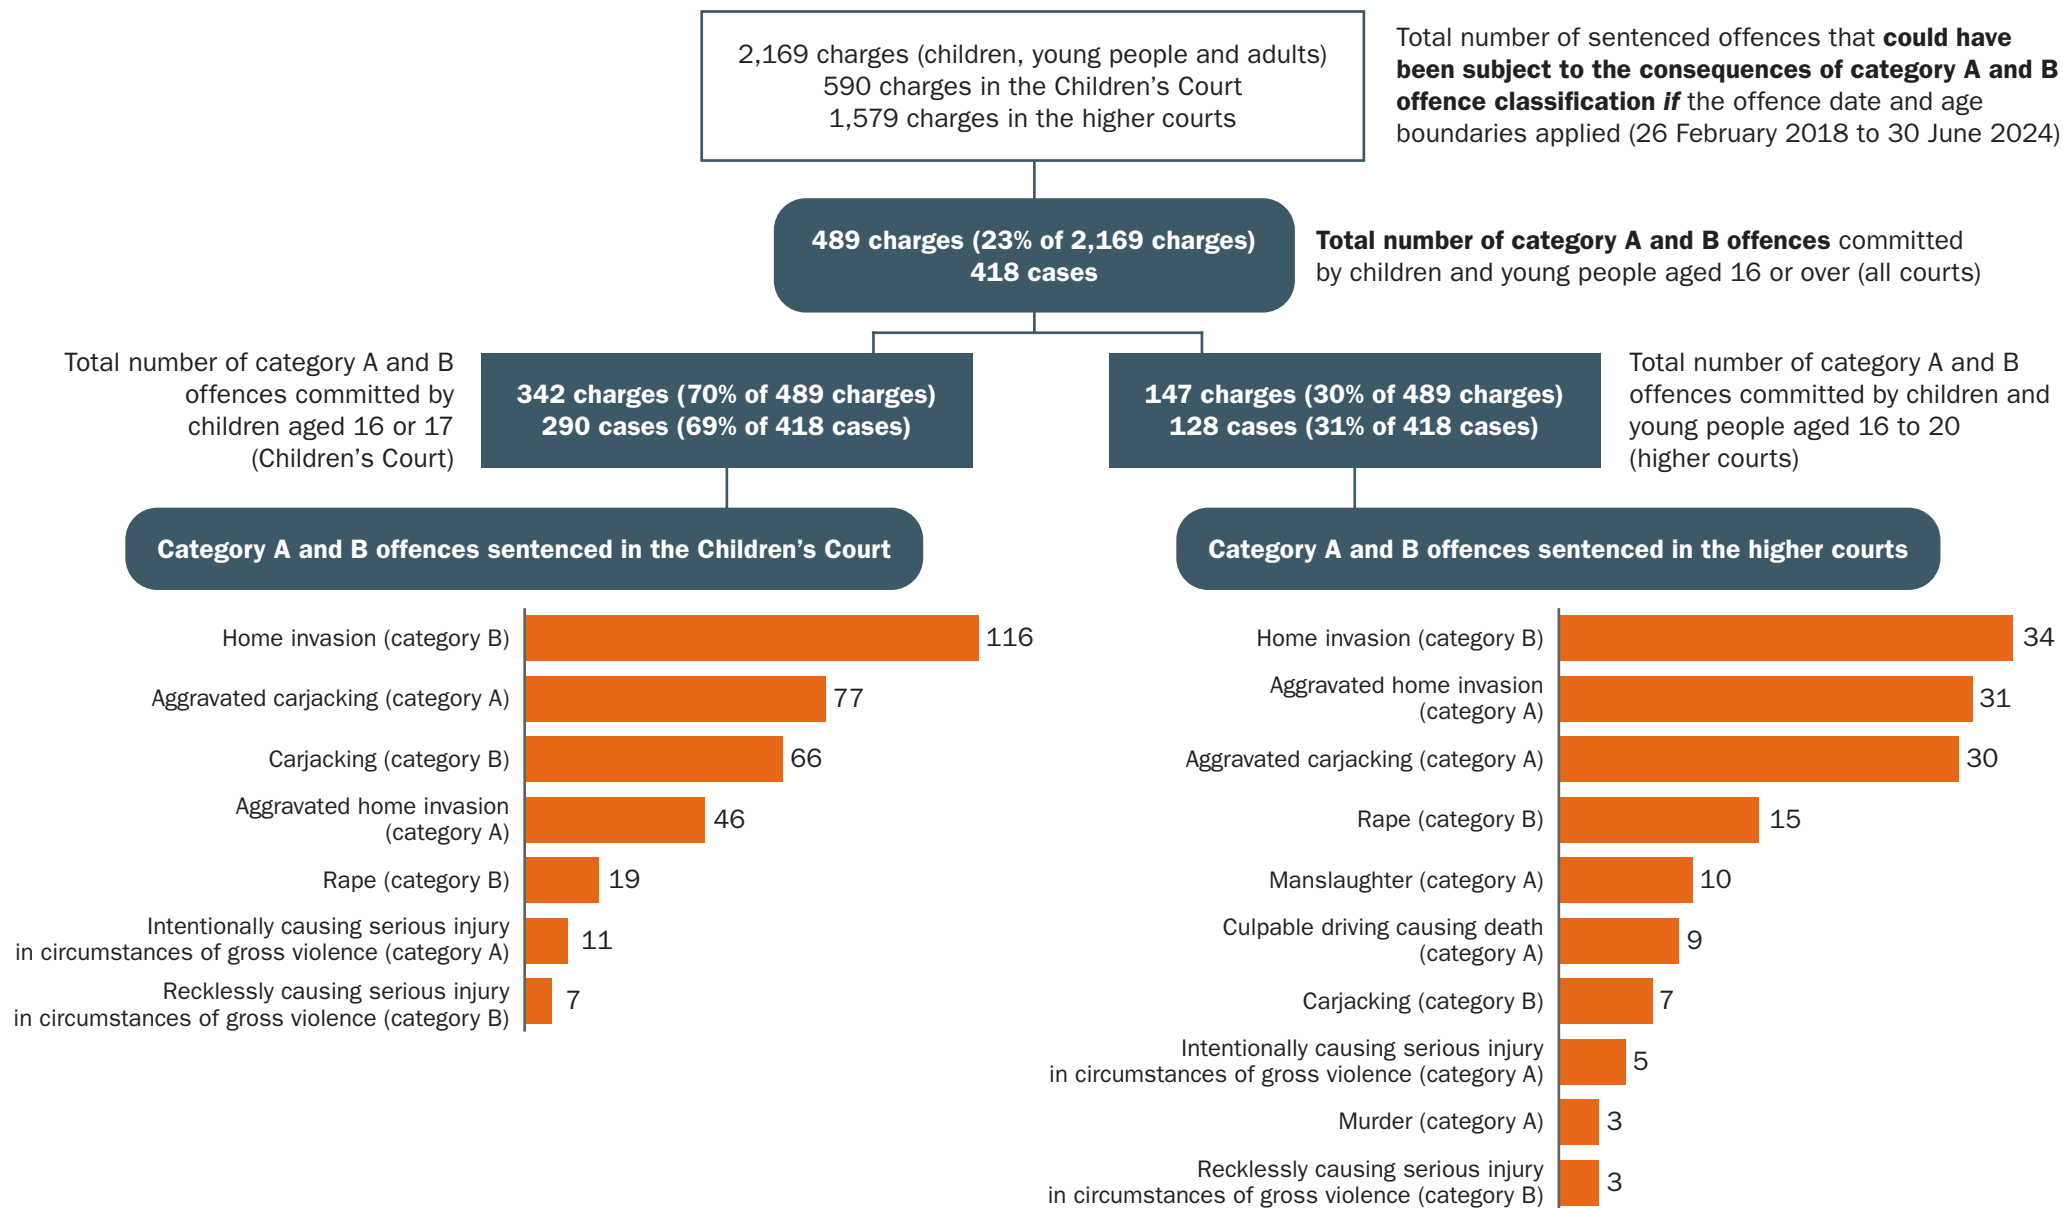 2,169 charges (children, young people and adults)
590 charges in the Children’s Court
1,579 charges in the higher courts
Total number of sentenced offences that could have
been subject to the consequences of category A and B
offence classification if the offence date and age
boundaries applied (26 February 2018 to 30 June 2024)
489 charges (23% of 2,169 charges)
418 cases
Total number of category A and B offences committed
by children and young people aged 16 or over (all courts)
Total number of category A and B
offences committed by
children aged 16 or 17
(Children’s Court)
342 charges (70% of 489 charges)
290 cases (69% of 418 cases)
147 charges (30% of 489 charges)
128 cases (31% of 418 cases)
Total number of category A and B
offences committed by children and
young people aged 16 to 20
(higher courts)
Category A and B offences sentenced in the Children’s Court
Home invasion (category B) 116
Aggravated carjacking (category A) 77
Carjacking (category B) 66
Aggravated home invasion
(category A) 46
Rape (category B) 19
Intentionally causing serious injury
in circumstances of gross violence (category A) 11
Recklessly causing serious injury
in circumstances of gross violence (category B) 7
Category A and B offences sentenced in the higher courts
Home invasion (category B) 34
Aggravated home invasion
(category A) 31
Aggravated carjacking (category A) 30
Rape (category B) 15
Manslaughter (category A) 10
Culpable driving causing death
(category A) 9
Carjacking (category B) 7
Intentionally causing serious injury
in circumstances of gross violence (category A) 5
Murder (category A) 3
Recklessly causing serious injury
in circumstances of gross violence (category B) 3